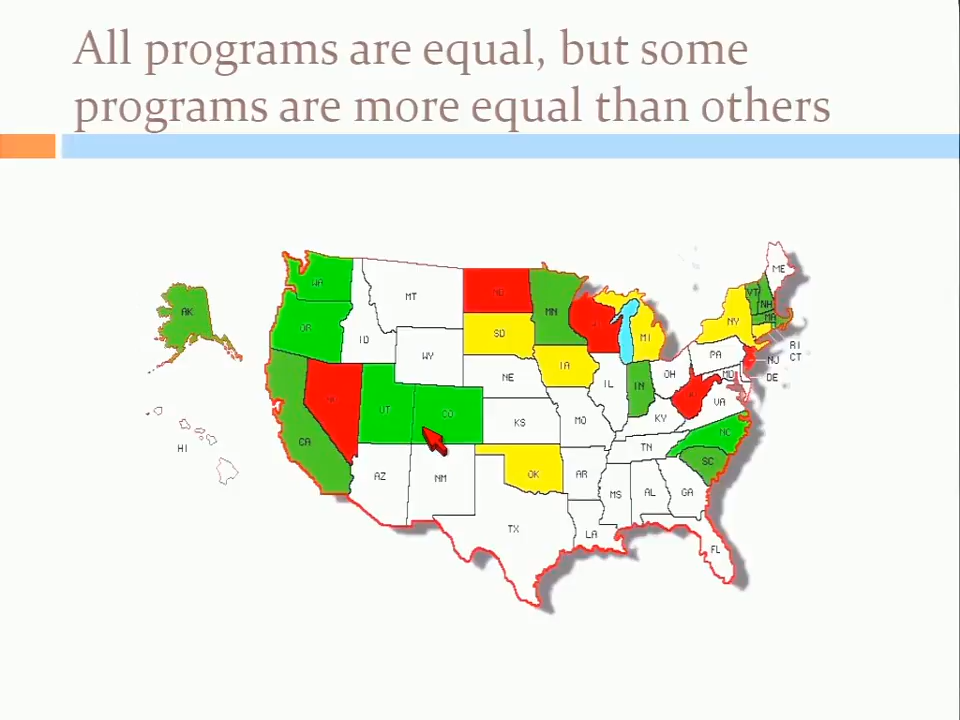 All programs are equal, but some
programs are more equal than others
ME
WA
AK
VT
NH
MT
ND
MN
MA
OR
NY
SD
MI
ID
RI
WY
PA
CT
NJ
IA
OH
NE
IL
IN
MD
DE
UT
CO
VA
KS
MO
KY
NC
CA
HI
TN
SC
AZ
NM
OK
AR
MS
AL
GA
TX
LA
FL